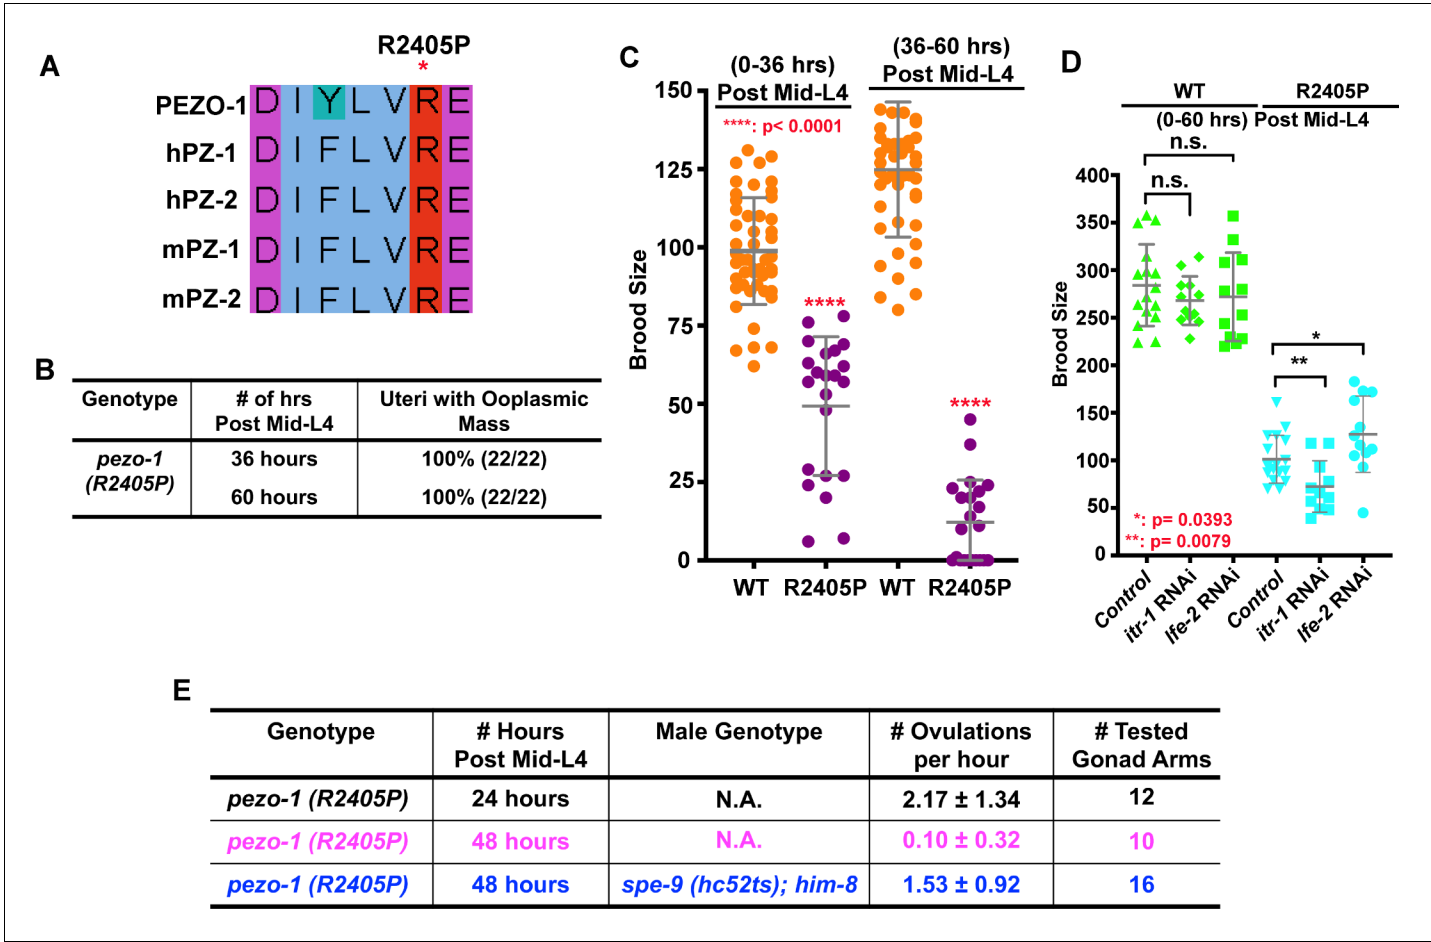 A
R2405P
*
PEZO-1 D I Y L V R E
hPZ-1 D I F L V R E
hPZ-2 D I F L V R E
mPZ-1 D I F L V R E
mPZ-2 D I F L V R E
B
Genotype # of hrs Post Mid-L4 Uteri with Ooplasmic Mass
pezo-1 (R2405P) 36 hours 100% (22/22)
60 hours 100% (22/22)
C
(0-36 hrs)
Post Mid-L4
(36-60 hrs)
Post Mid-L4
****: p< 0.0001
Brood Size
150
125
100
75
50
25
0
****
****
WT R2405P WT R2405P
D
WT R2405P
(0-60 hrs) Post Mid-L4
n.s.
n.s.
*
**
Brood Size
400
350
300
250
200
150
100
50
0
*: p= 0.0393
**: p= 0.0079
Control
itr-1 RNAi
lfe-2 RNAi
Control
itr-1 RNAi
lfe-2 RNAi
E
Genotype # Hours Post Mid-L4 Male Genotype # Ovulations per hour # Tested Gonad Arms
pezo-1 (R2405P) 24 hours N.A. 2.17 ± 1.34 12
pezo-1 (R2405P) 48 hours N.A. 0.10 ± 0.32 10
pezo-1 (R2405P) 48 hours spe-9 (hc52ts); him-8 1.53 ± 0.92 16